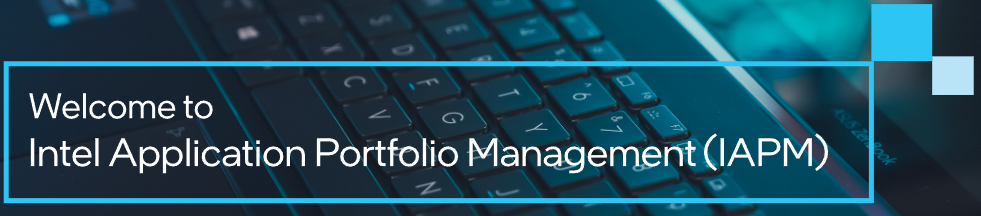 Welcome to
Intel Application Portfolio Management (IAPM)